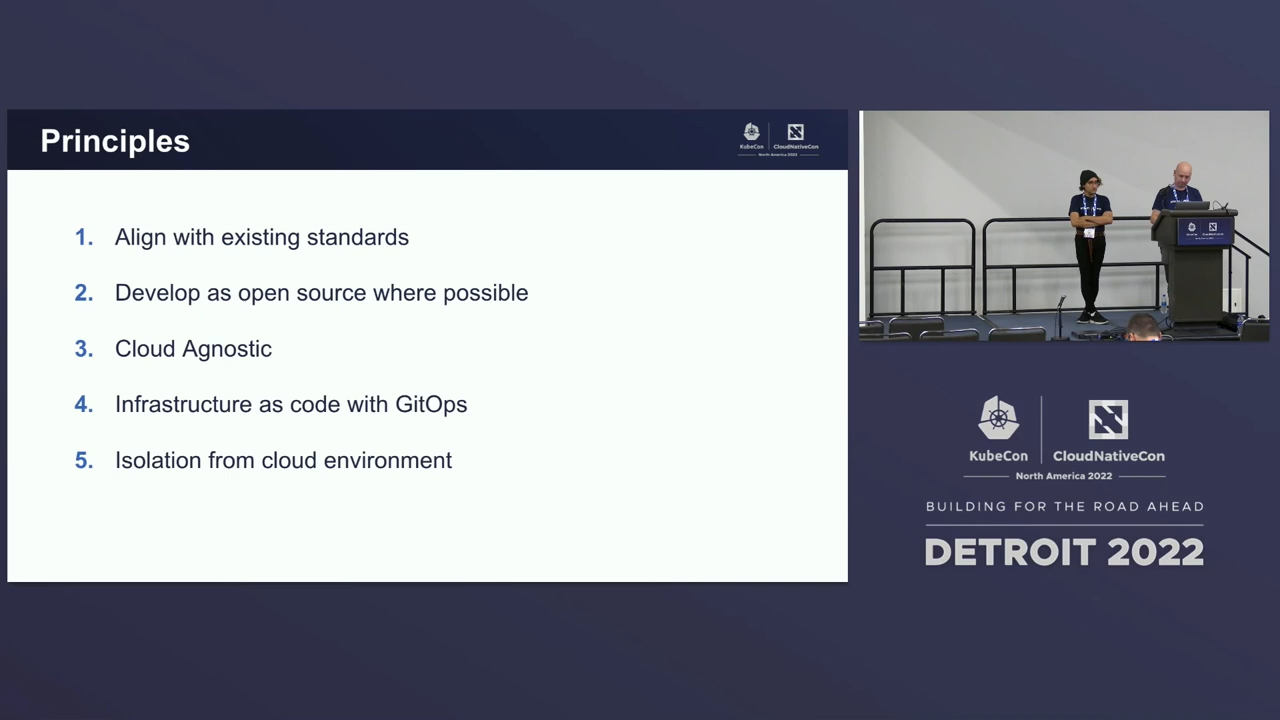 Principles
KubeCon
CloudNativeCon
North America 2022
1. Align with existing standards
2. Develop as open source where possible
3. Cloud Agnostic
4. Infrastructure as code with GitOps
5. Isolation from cloud environment
KubeCon
CloudNativeCon
North America 2022
BUILDING FOR THE ROAD AHEAD
DETROIT 2022